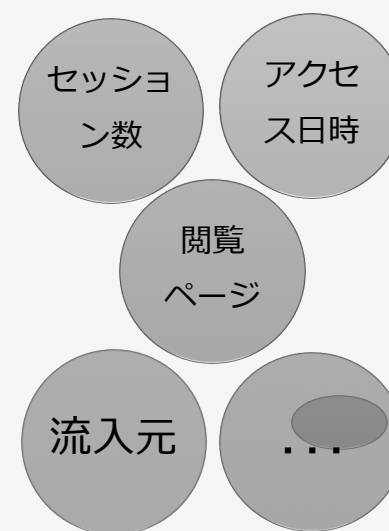 セッショ
ン数
アクセ
ス日時
閲覧
ページ
流入元
...